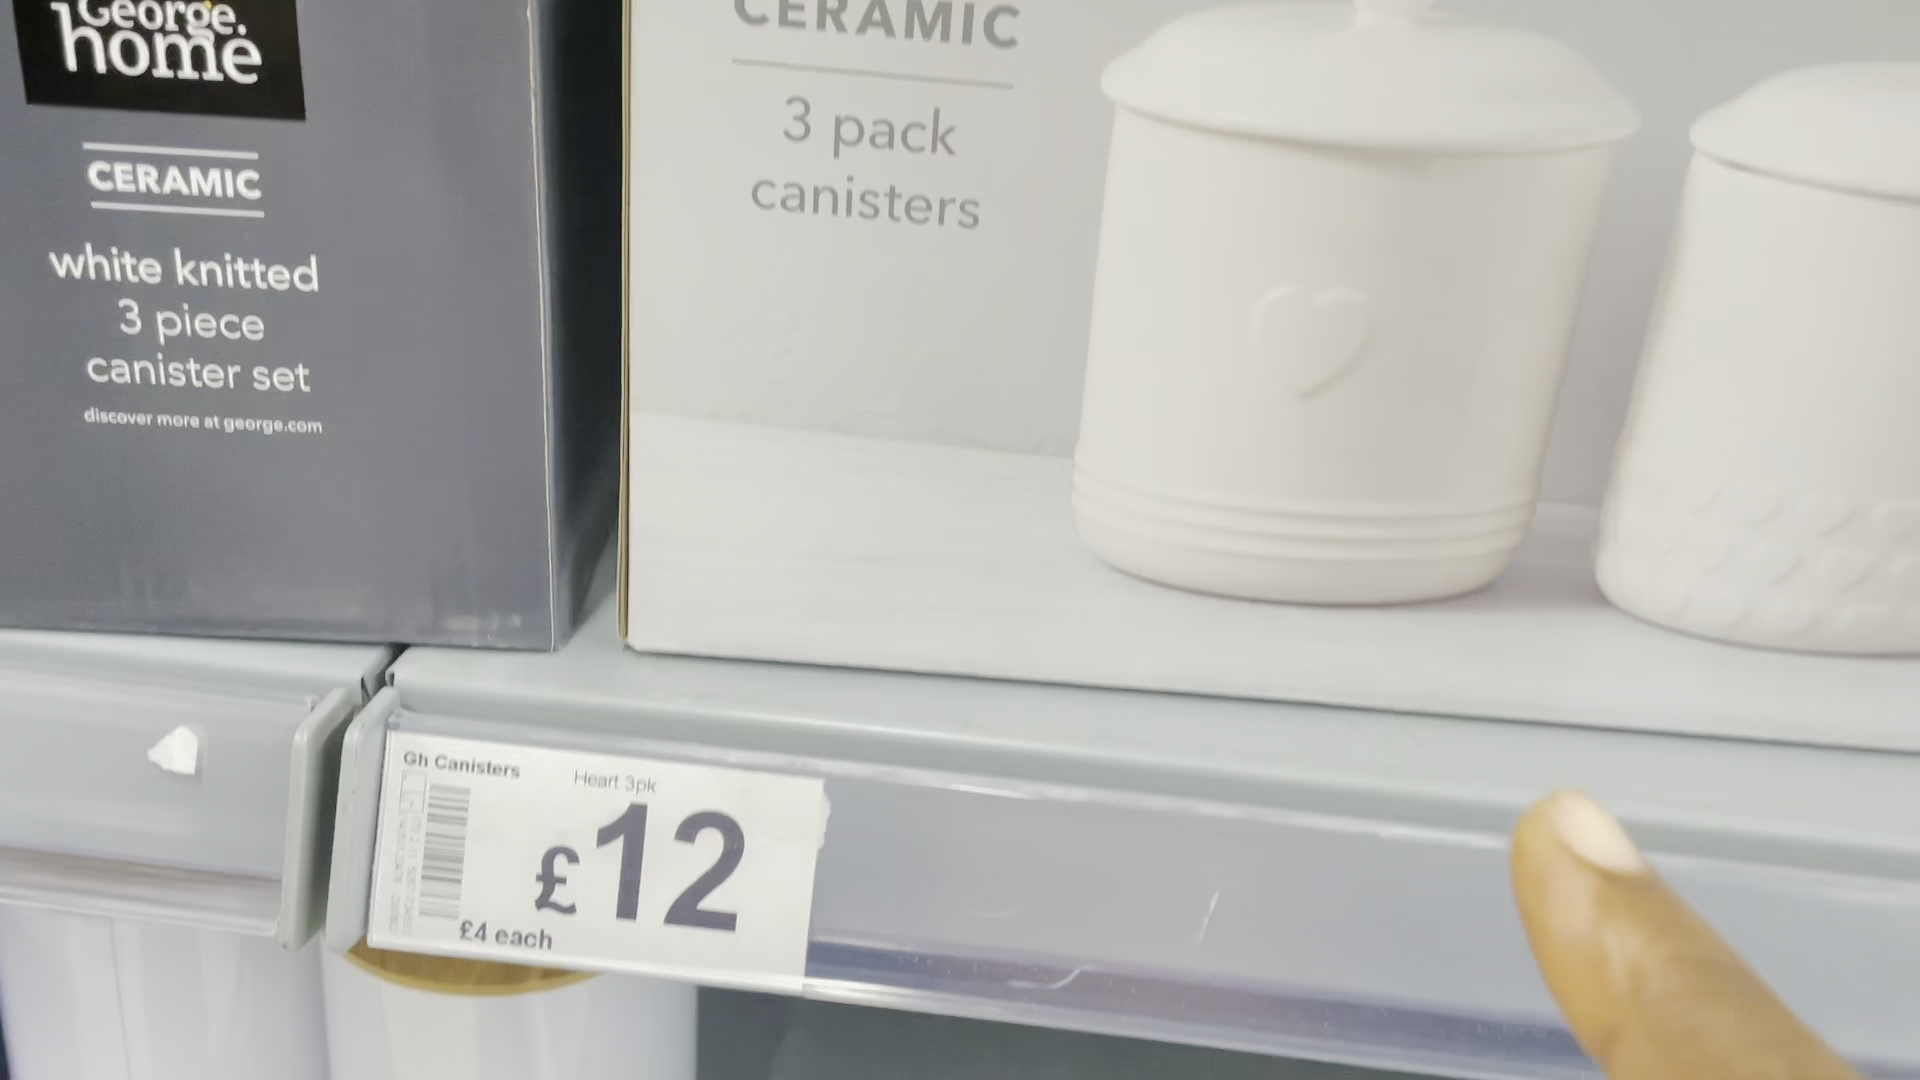 George.
home
CERAMIC
white knitted
3 piece
canister set
discover more at george.com
CERAMIC
3 pack
canisters
Gh Canisters
Heart 3pk
£12
£4 each